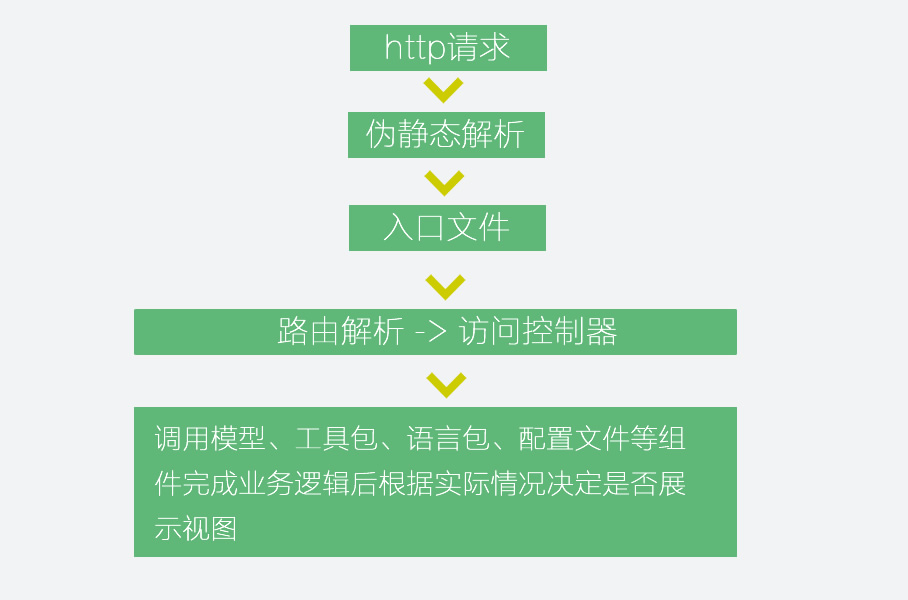 http请求
伪静态解析
入口文件
路由解析 -> 访问控制器
调用模型、工具包、语言包、配置文件等组
件完成业务逻辑后根据实际情况决定是否展
示视图